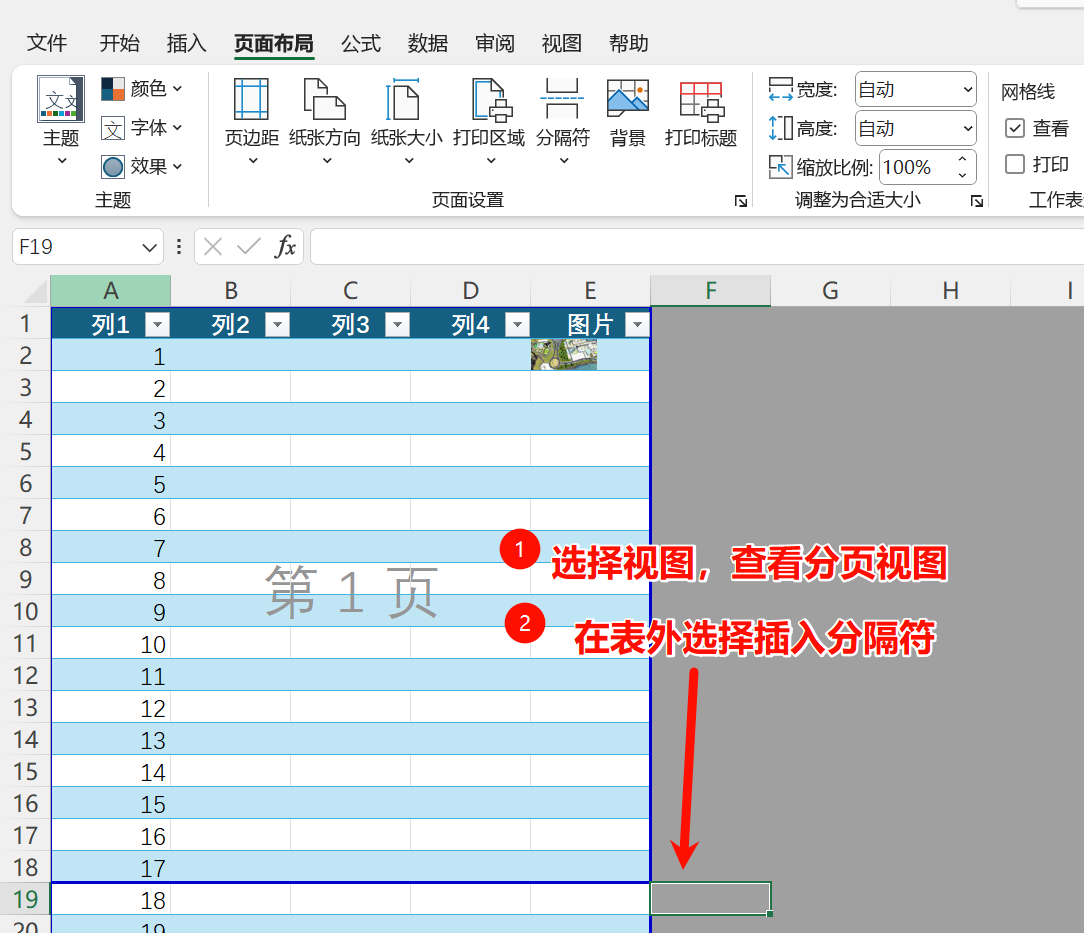 文件 开始 插入 页面布局 公式 数据 审阅 视图 帮助
文文 颜色
文 字体
效果
主题
主题
页边距 纸张方向 纸张大小 打印区域 分隔符 背景 打印标题
页面设置
宽度: 自动
高度: 自动
缩放比例: 100%
调整为合适大小
网格线
查看
打印
工作表
F19 fx
A B C D E F G H I
1 列1 列2 列3 列4 图片
2 1
3 2
4 3
5 4
6 5
7 6
8 7
1 选择视图，查看分页视图
9 8
第 1 页
10 9
2 在表外选择插入分隔符
11 10
12 11
13 12
14 13
15 14
16 15
17 16
18 17
19 18
20 19